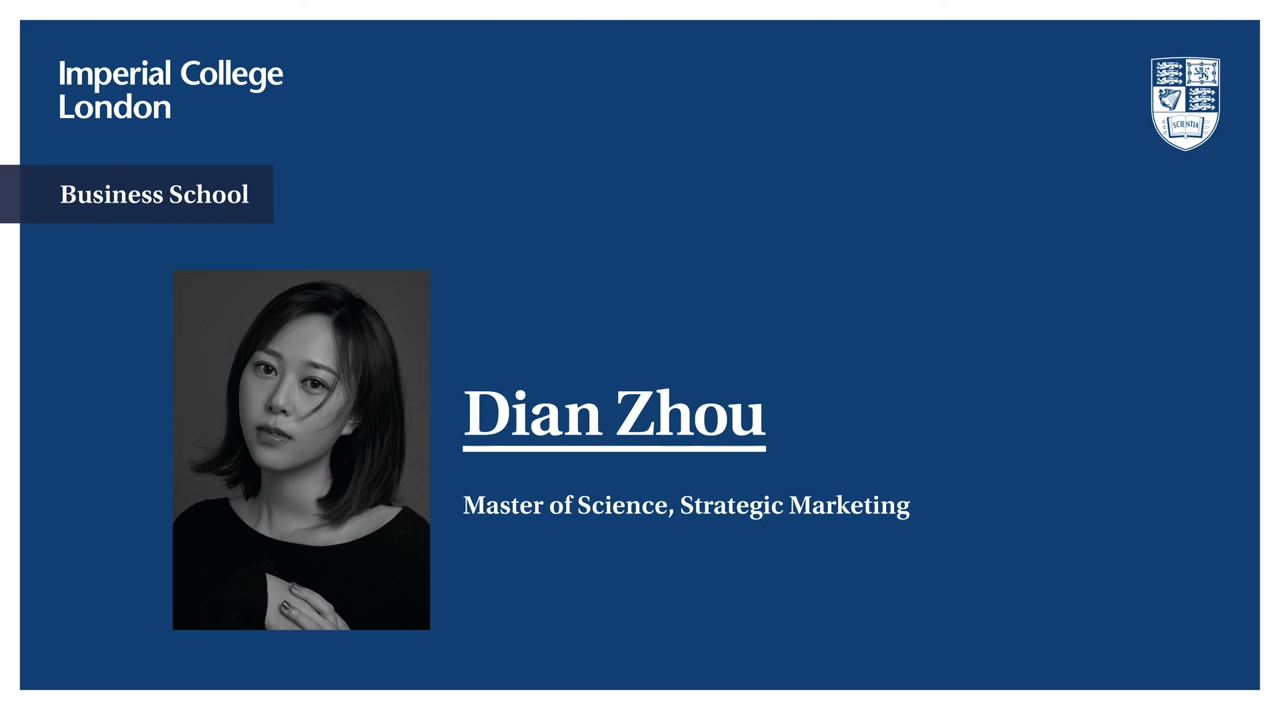 Imperial College
London
SCIENTIA
Business School
Dian Zhou
Master of Science, Strategic Marketing